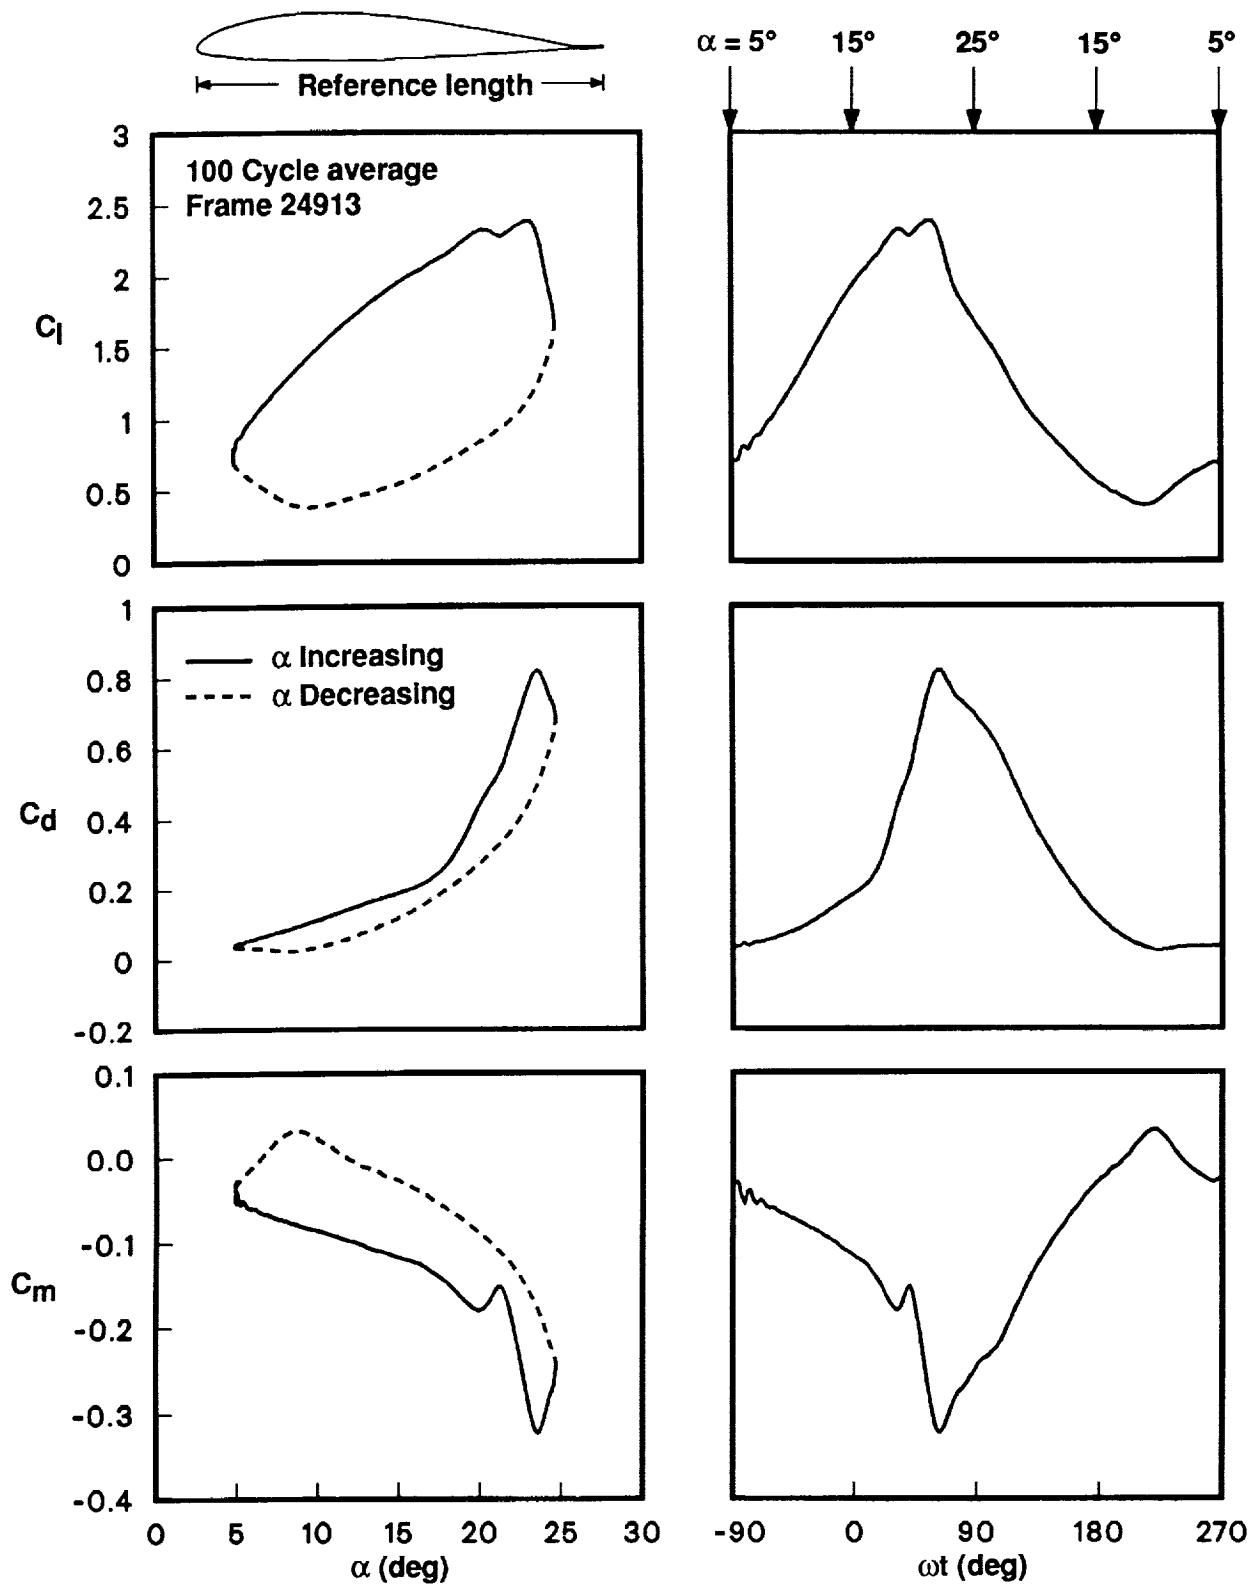 Reference length
α = 5° 15° 25° 15° 5°
100 Cycle average
Frame 24913
3
2.5
2
1.5
1
0.5
0
Cl
α Increasing
α Decreasing
1
0.8
0.6
0.4
0.2
0
-0.2
Cd
0.1
0.0
-0.1
-0.2
-0.3
-0.4
Cm
0 5 10 15 20 25 30
α (deg)
-90 0 90 180 270
ωt (deg)